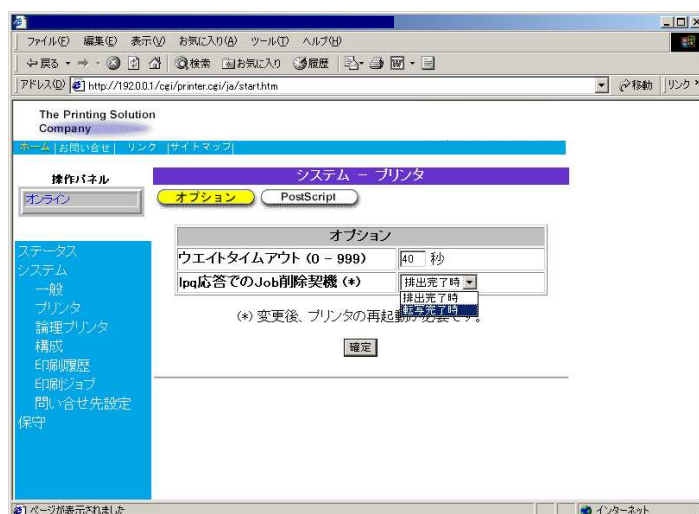 ファイル(F) 編集(E) 表示(V) お気に入り(A) ツール(T) ヘルプ(H)
戻る 検索 お気に入り 履歴
アドレス(D) http://192.0.0.1/cgi/printer.cgi/ja/start.htm 移動 リンク
The Printing Solution
Company
ホーム | お問い合せ | リンク | サイトマップ |
操作パネル
オンライン
ステータス
システム
一般
プリンタ
論理プリンタ
構成
印刷履歴
印刷ジョブ
問い合せ先設定
保守
システム － プリンタ
オプション PostScript
オプション
ウエイトタイムアウト (0 - 999) 40 秒
lpq応答でのJob削除契機 (*) 排出完了時
排出完了時
転写完了時
(*) 変更後、プリンタの再起動が必要です。
確定
ページが表示されました インターネット